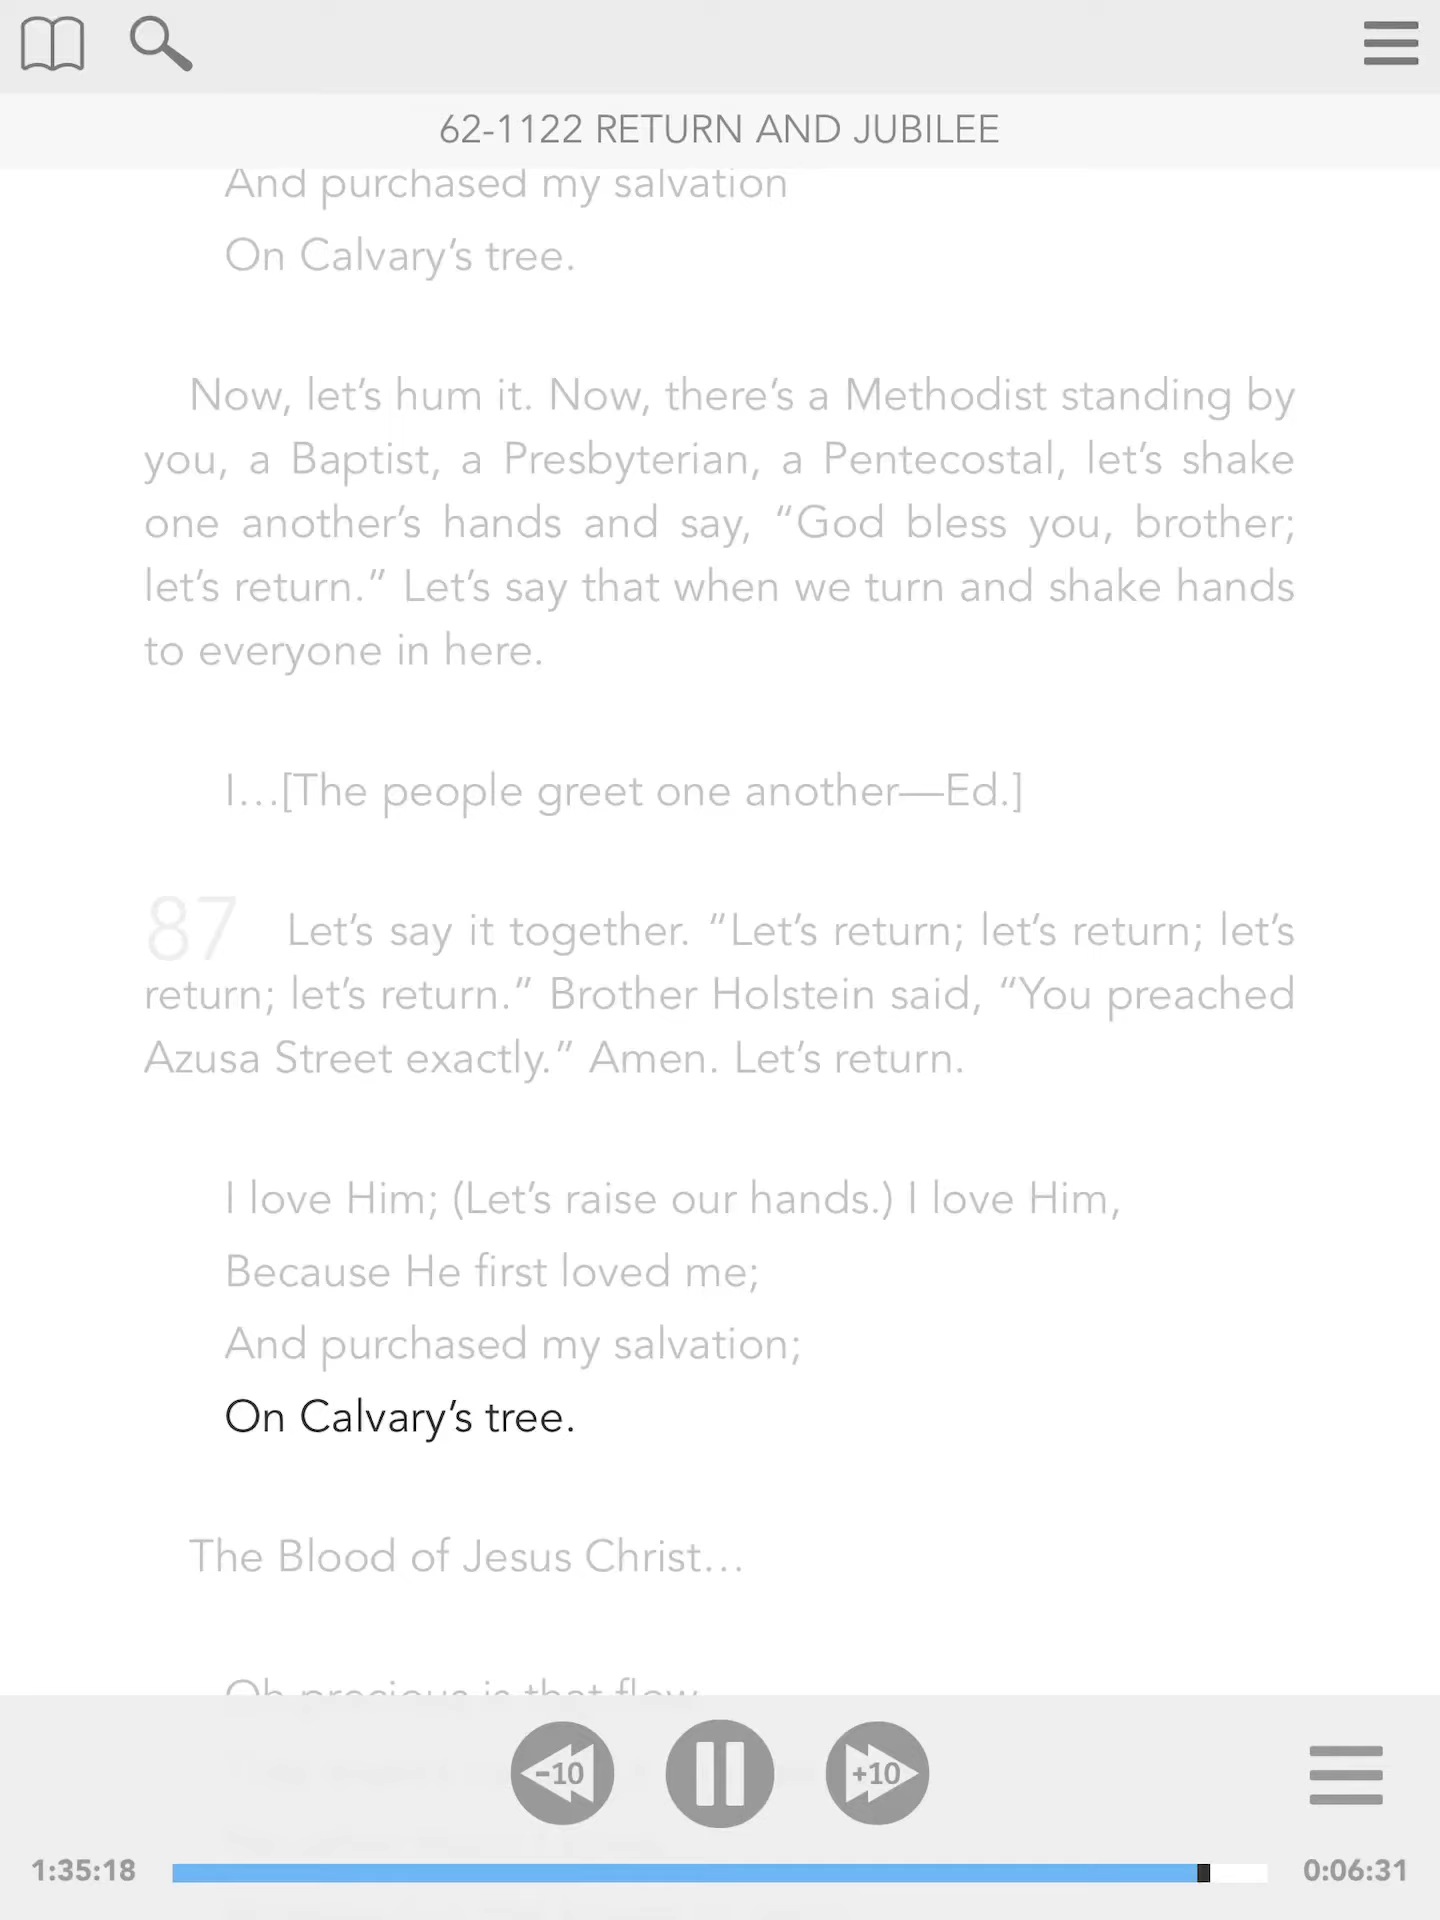 62-1122 RETURN AND JUBILEE
And purchased my salvation
On Calvary’s tree.
Now, let’s hum it. Now, there’s a Methodist standing by
you, a Baptist, a Presbyterian, a Pentecostal, let’s shake
one another’s hands and say, “God bless you, brother;
let’s return.” Let’s say that when we turn and shake hands
to everyone in here.
I…[The people greet one another—Ed.]
87 Let’s say it together. “Let’s return; let’s return; let’s
return; let’s return.” Brother Holstein said, “You preached
Azusa Street exactly.” Amen. Let’s return.
I love Him; (Let’s raise our hands.) I love Him,
Because He first loved me;
And purchased my salvation;
On Calvary’s tree.
The Blood of Jesus Christ…
Oh precious is that flow
-10 +10
1:35:18 0:06:31